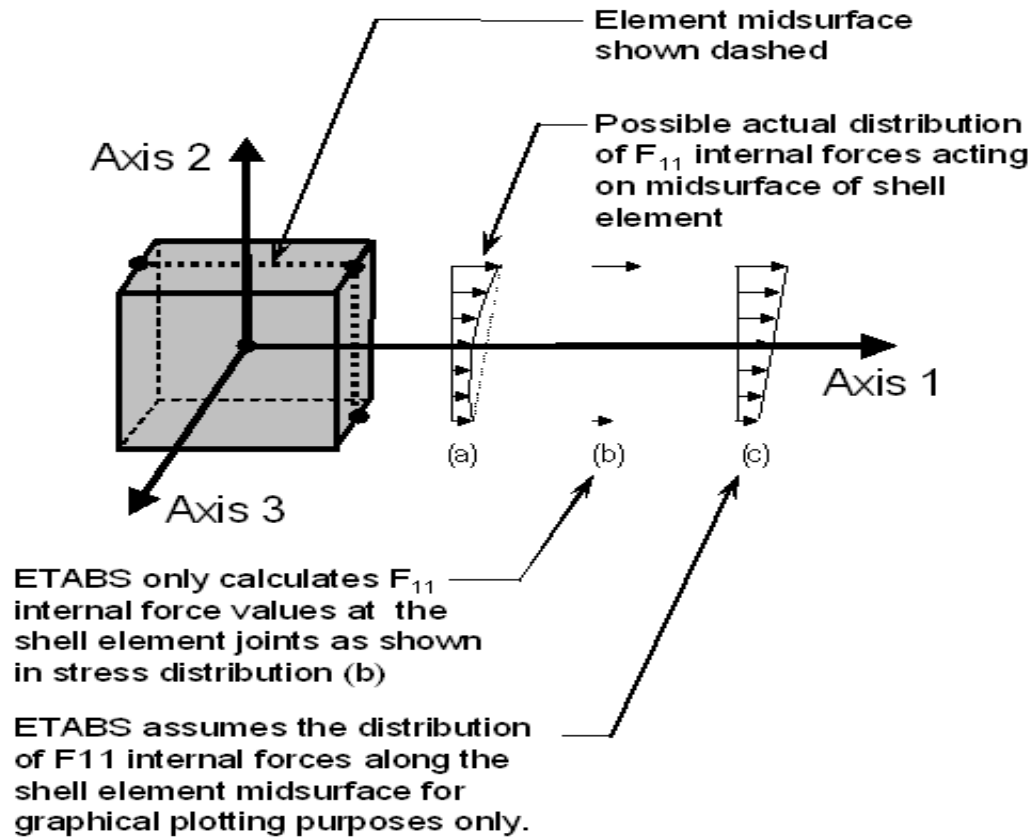 Element midsurface
shown dashed
Possible actual distribution
of F₁₁ internal forces acting
on midsurface of shell
element
Axis 2
Axis 1
Axis 3
(a)
(b)
(c)
ETABS only calculates F₁₁
internal force values at the
shell element joints as shown
in stress distribution (b)
ETABS assumes the distribution
of F11 internal forces along the
shell element midsurface for
graphical plotting purposes only.